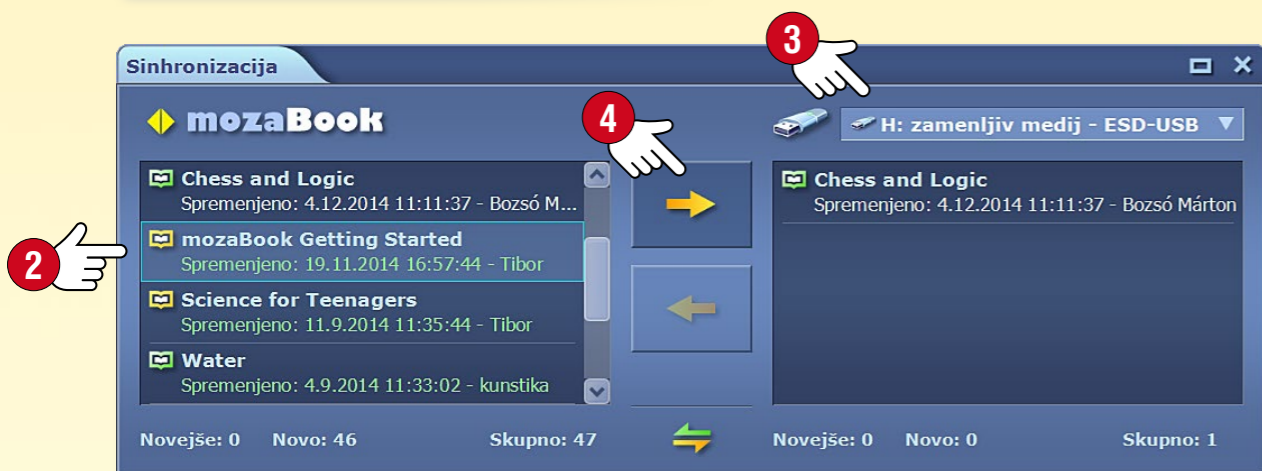 3
Sinhronizacija
mozaBook
4
H: zamenljiv medij - ESD-USB
Chess and Logic
Spremenjeno: 4.12.2014 11:11:37 - Bozsó M...
2
mozaBook Getting Started
Spremenjeno: 19.11.2014 16:57:44 - Tibor
Science for Teenagers
Spremenjeno: 11.9.2014 11:35:44 - Tibor
Water
Spremenjeno: 4.9.2014 11:33:02 - kunstika
Novejše: 0 Novo: 46 Skupno: 47
Chess and Logic
Spremenjeno: 4.12.2014 11:11:37 - Bozsó Márton
Novejše: 0 Novo: 0 Skupno: 1